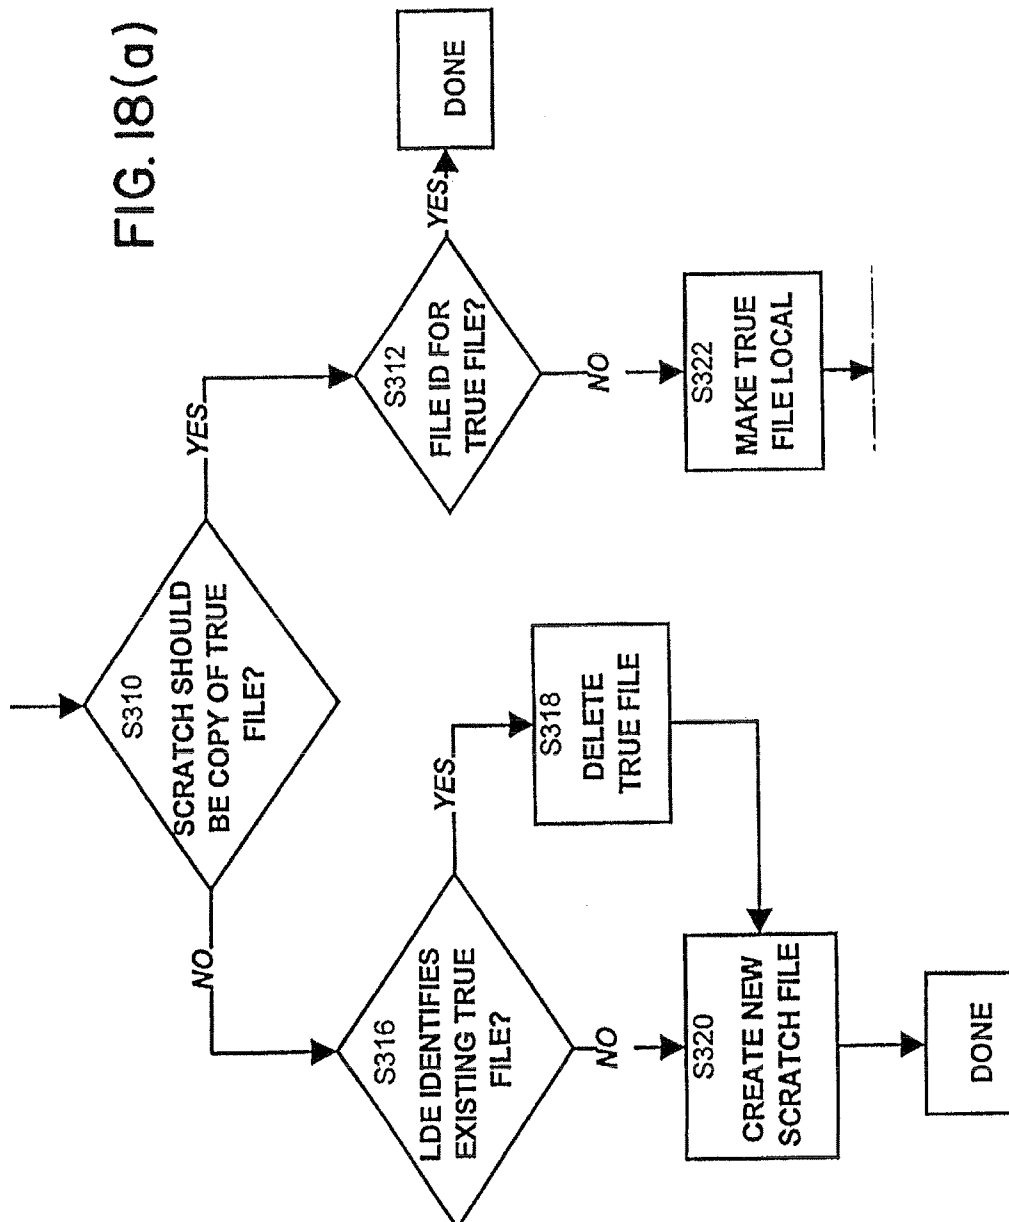 FIG. 18(a)
S310
SCRATCH SHOULD
BE COPY OF TRUE
FILE?
NO
YES
S316
LDE IDENTIFIES
EXISTING TRUE
FILE?
YES
NO
S318
DELETE
TRUE FILE
S320
CREATE NEW
SCRATCH FILE
DONE
S312
FILE ID FOR
TRUE FILE?
YES
DONE
NO
S322
MAKE TRUE
FILE LOCAL